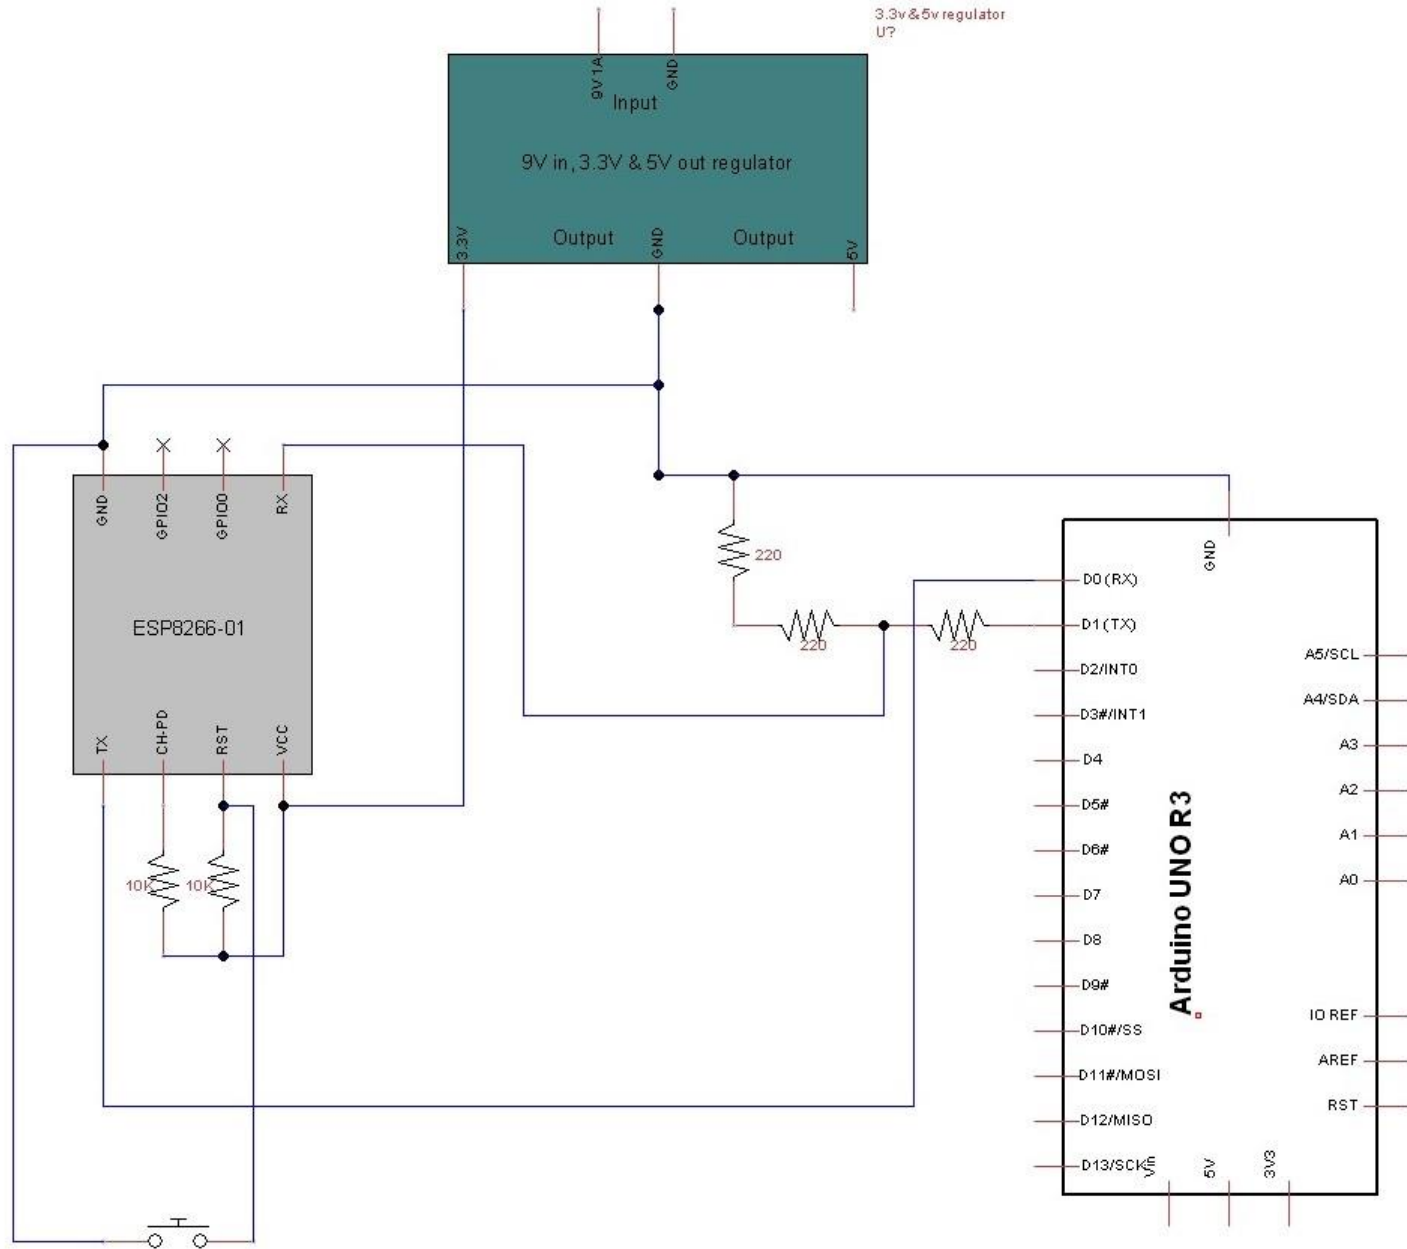 3.3v&5v regulator
U?
9V 1A
GND
Input
9V in, 3.3V & 5V out regulator
3.3V
Output
GND
Output
5V
GND
GPIO2
GPIO0
RX
ESP8266-01
TX
CH-PD
RST
VCC
10K
10K
220
220
220
GND
D0(RX)
D1(TX)
D2/INT0
D3#/INT1
D4
D5#
D6#
D7
D8
D9#
D10#/SS
D11#/MOSI
D12/MISO
D13/SCK
Arduino UNO R3
A5/SCL
A4/SDA
A3
A2
A1
A0
IO REF
AREF
RST
Vin
5V
3V3